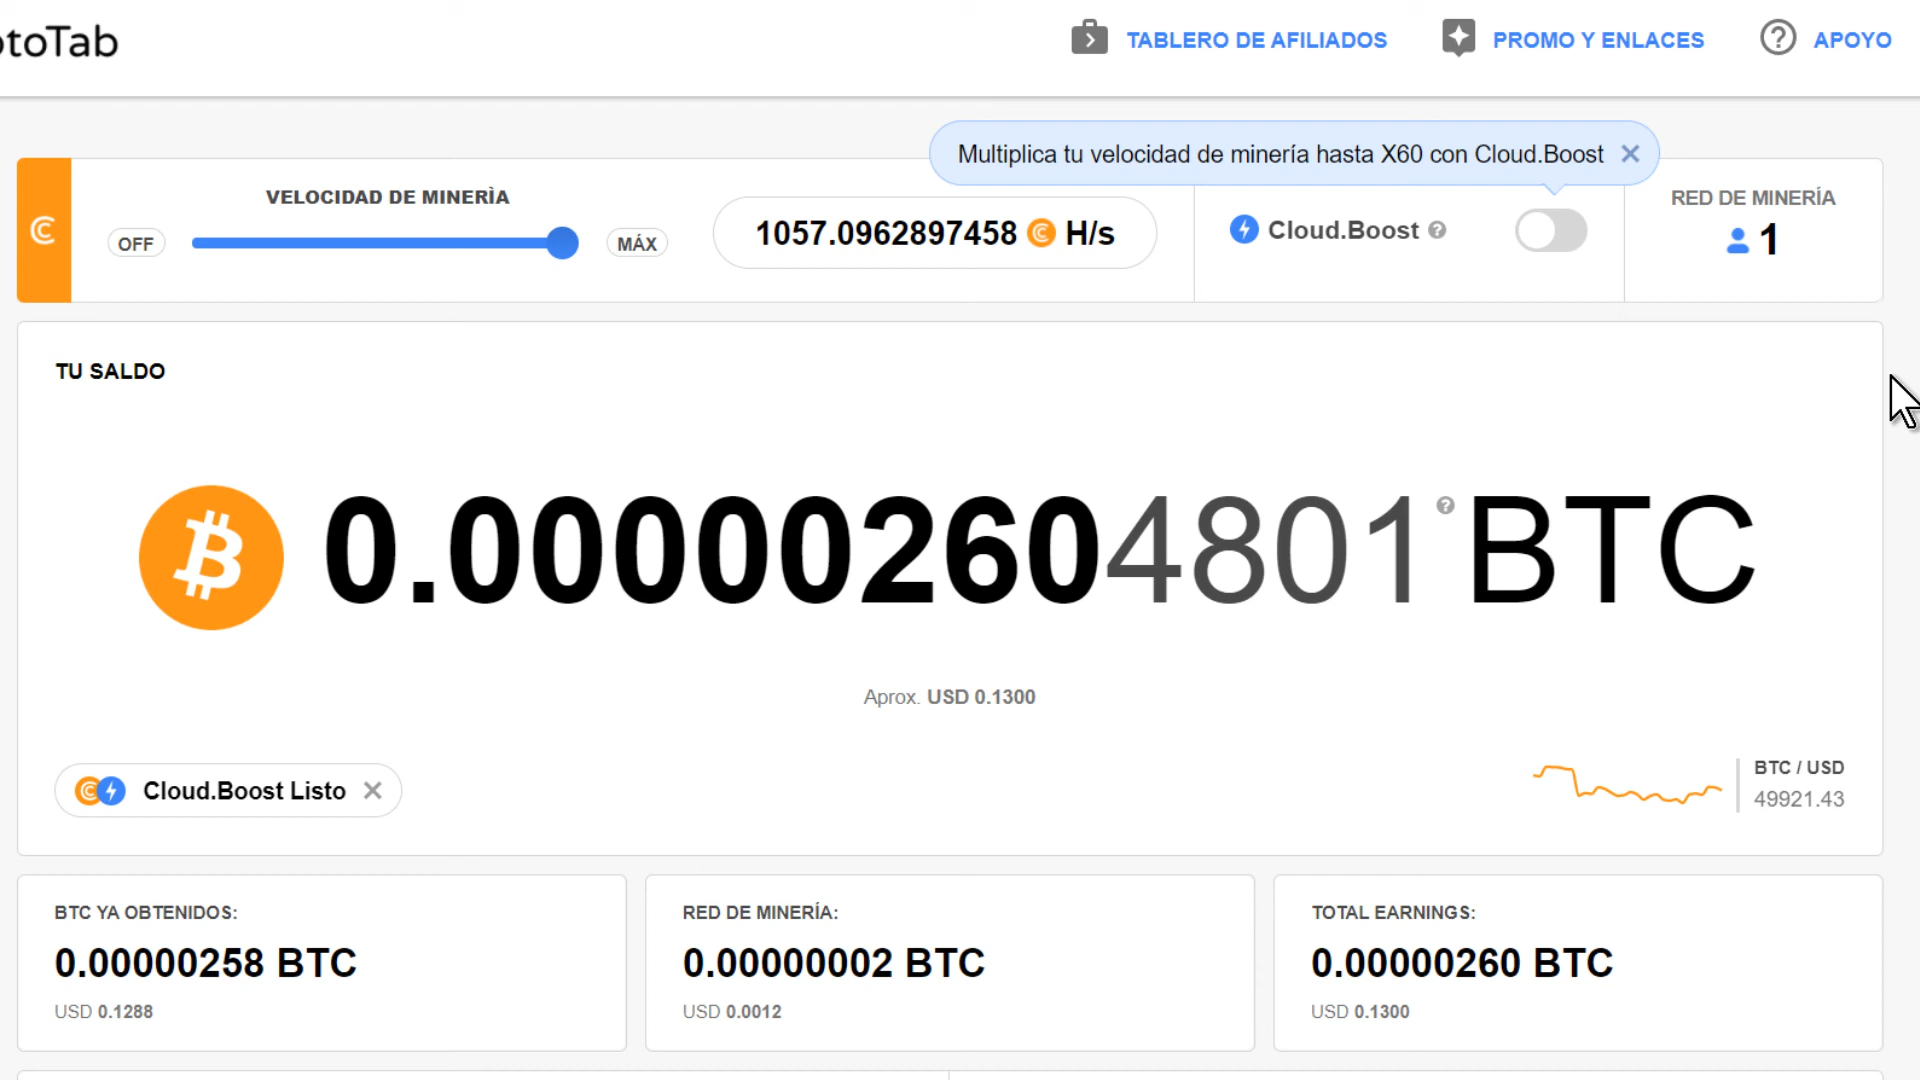 otoTab
TABLERO DE AFILIADOS
PROMO Y ENLACES
APOYO
Multiplica tu velocidad de minería hasta X60 con Cloud.Boost
VELOCIDAD DE MINERÌA
OFF
MÁX
1057.0962897458 H/s
Cloud.Boost
RED DE MINERÍA
1
TU SALDO
0.000002604801 BTC
Aprox. USD 0.1300
Cloud.Boost Listo
BTC / USD
49921.43
BTC YA OBTENIDOS:
0.00000258 BTC
USD 0.1288
RED DE MINERÍA:
0.00000002 BTC
USD 0.0012
TOTAL EARNINGS:
0.00000260 BTC
USD 0.1300